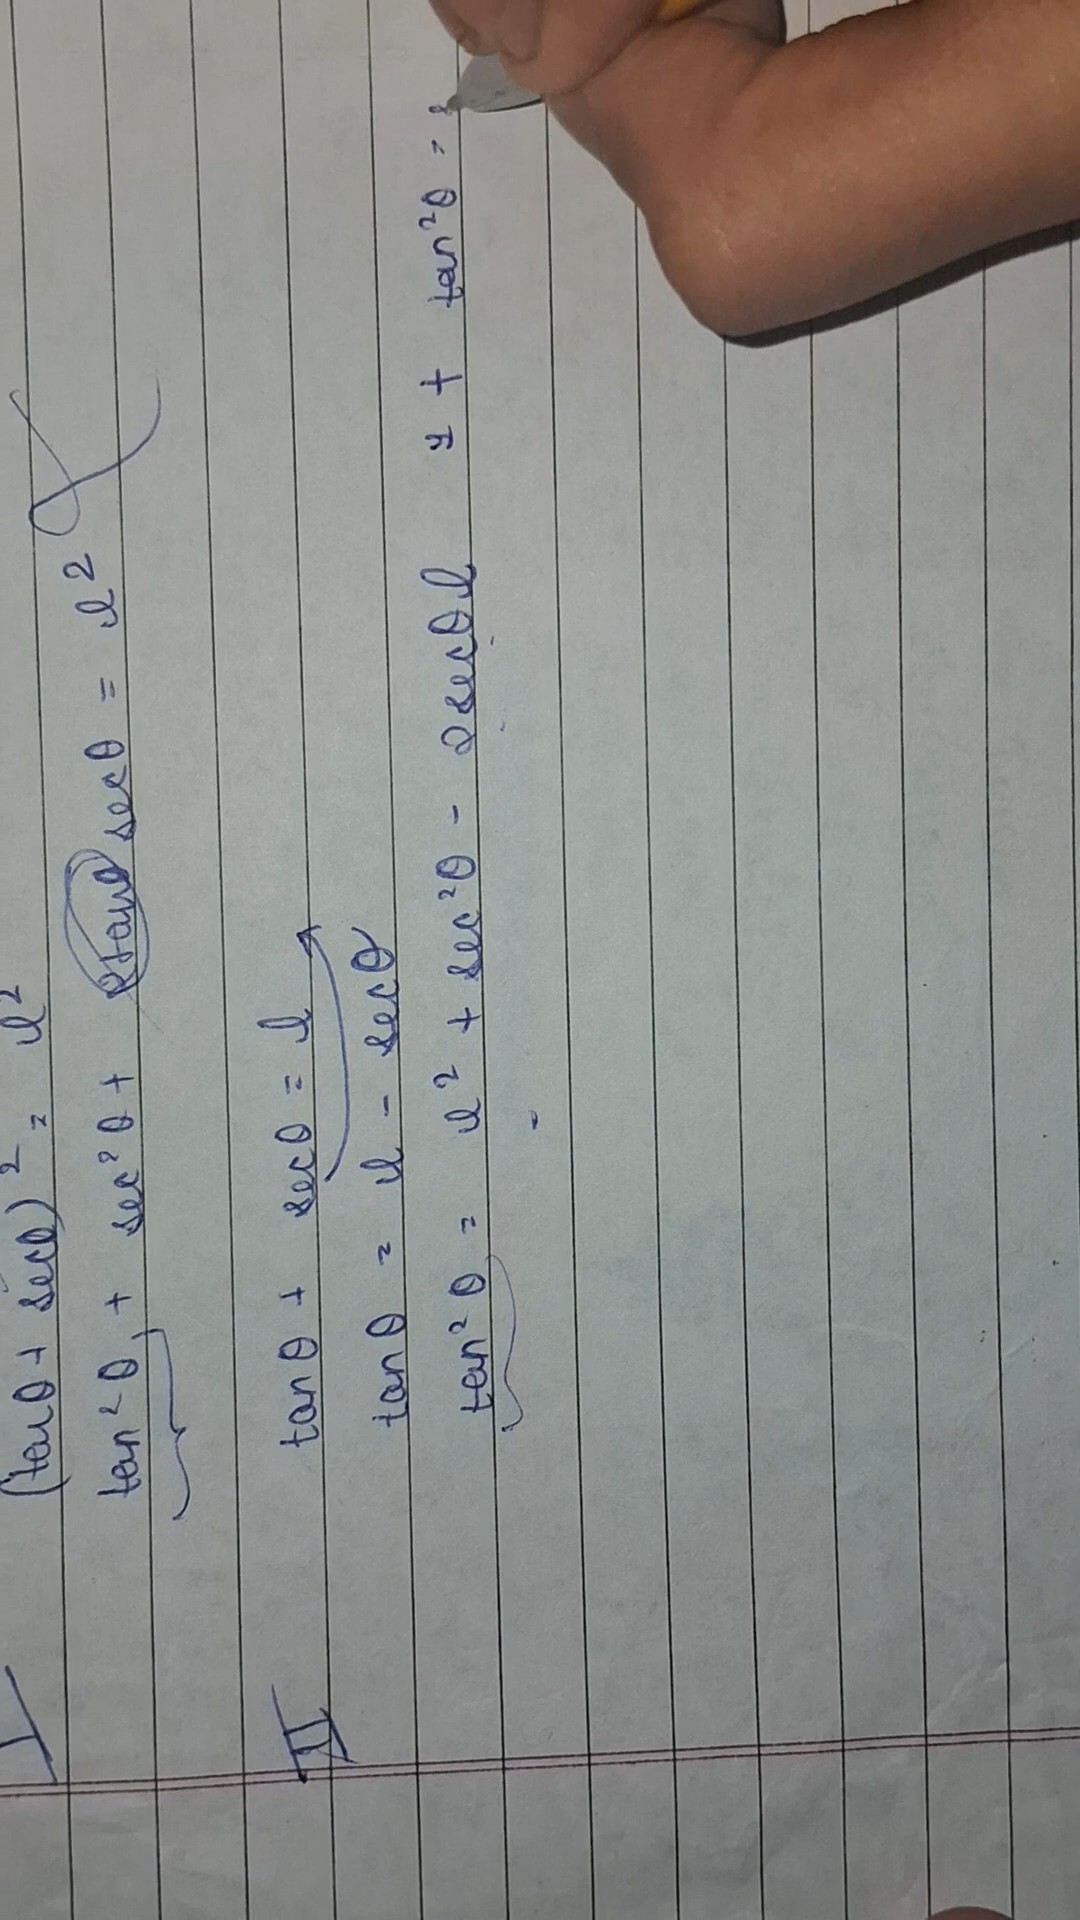 I (tanθ + secθ)² = l²
tan²θ + sec²θ + 2tanθ secθ = l²
II tanθ + secθ = l
tanθ = l - secθ
tan²θ = l² + sec²θ - 2secθl 1 + tan²θ =